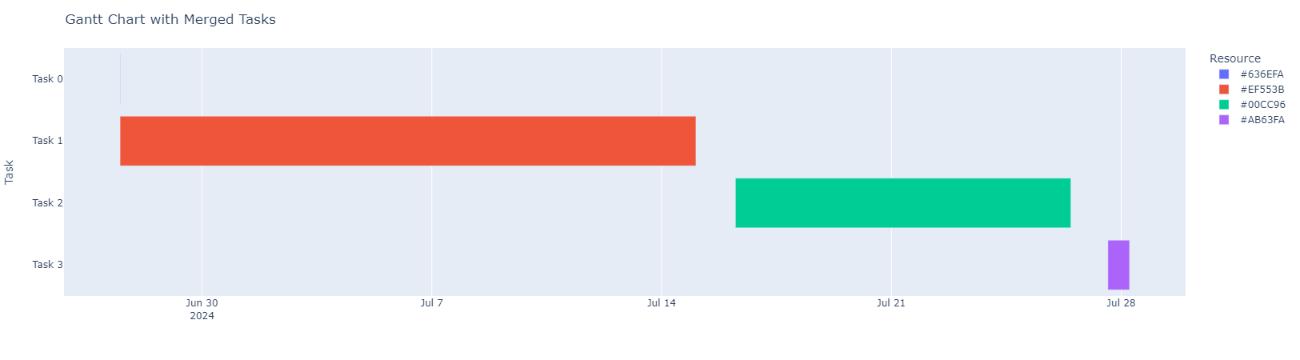 Gantt Chart with Merged Tasks
Resource
#636EFA
#EF553B
#00CC96
#AB63FA
Task
Task 0
Task 1
Task 2
Task 3
Jun 30
2024
Jul 7
Jul 14
Jul 21
Jul 28